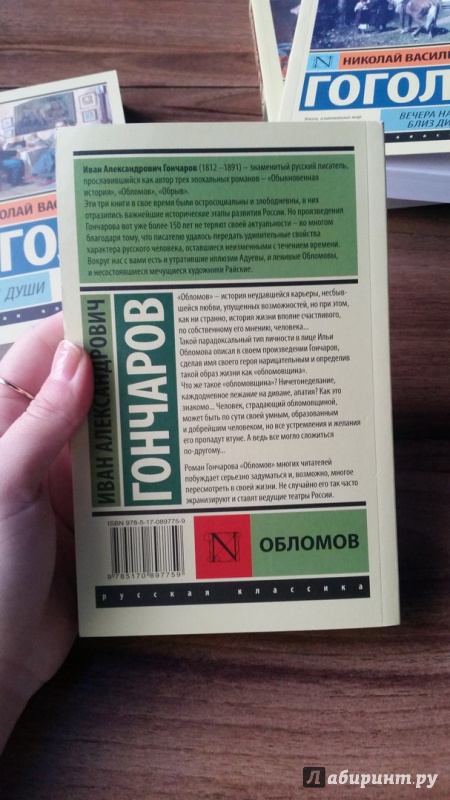 НИКОЛАЙ ВАСИЛЬ
ГОГОЛ
ВЕЧЕРА НА
БЛИЗ ДИ
ОЛАЙ ВАС
ДУШИ
Иван Александрович Гончаров (1812 –1891) – знаменитый русский писатель,
прославившийся как автор трех эпохальных романов – «Обыкновенная
история», «Обломов», «Обрыв».
Эти три книги в свое время были остросоциальны и злободневны, в них
отразились важнейшие исторические этапы развития России. Но произведения
Гончарова вот уже более 150 лет не теряют своей актуальности – во многом
благодаря тому, что писателю удалось передать удивительные свойства
характера русского человека, оставшиеся неизменными с течением времени.
Вокруг нас с вами есть и утратившие иллюзии Адуевы, и ленивые Обломовы,
и несостоявшиеся мечущиеся художники Райские.
ИВАН АЛЕКСАНДРОВИЧ
ГОНЧАРОВ
«Обломов» – история неудавшейся карьеры, несбыв-
шейся любви, упущенных возможностей, но при этом,
как ни странно, история жизни вполне счастливого,
по собственному его мнению, человека...
Такой парадоксальный тип личности в лице Ильи
Обломова описал в своем произведении Гончаров,
сделав имя своего героя нарицательным и определив
такой образ жизни как «обломовщина».
Что же такое «обломовщина»? Ничегонеделание,
каждодневное лежание на диване, апатия? Как это
знакомо... Человек, страдающий обломовщиной,
может быть по сути своей умным, образованным
и добрейшим человеком, но все устремления и желания
его пропадут втуне. А ведь все могло сложиться
по-другому...
Роман Гончарова «Обломов» многих читателей
побуждает серьезно задуматься и, возможно, многое
пересмотреть в своей жизни. Не случайно его так часто
экранизируют и ставят ведущие театры России.
ISBN 978-5-17-089775-9
9 785170 897759
N
ОБЛОМОВ
русская классика
Лабиринт.ру